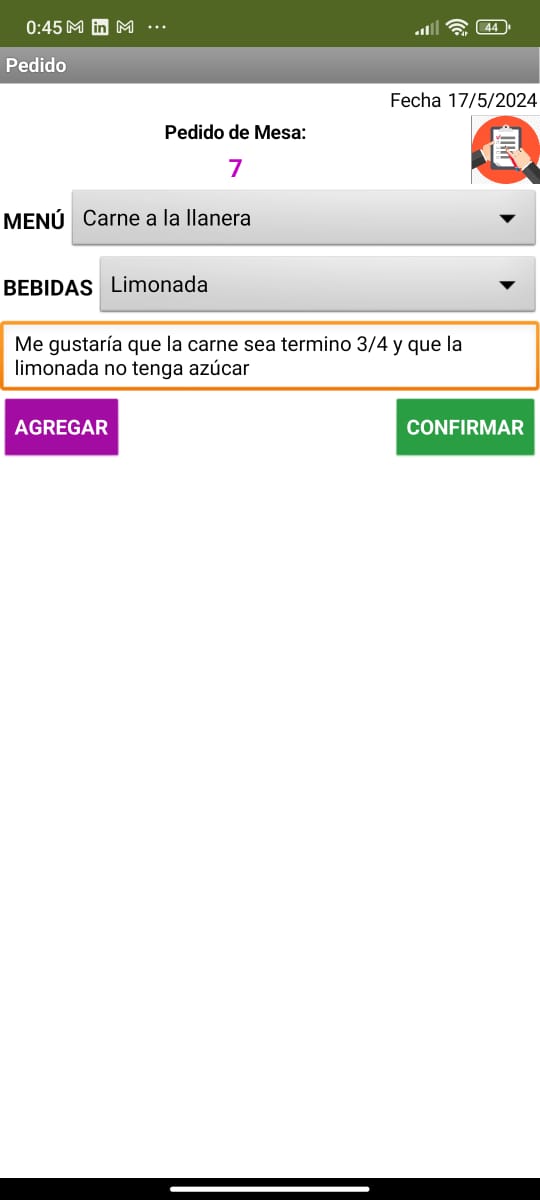 0:45
44
Pedido
Fecha 17/5/2024
Pedido de Mesa:
7
MENÚ Carne a la llanera
BEBIDAS Limonada
Me gustaría que la carne sea termino 3/4 y que la
limonada no tenga azúcar
AGREGAR CONFIRMAR